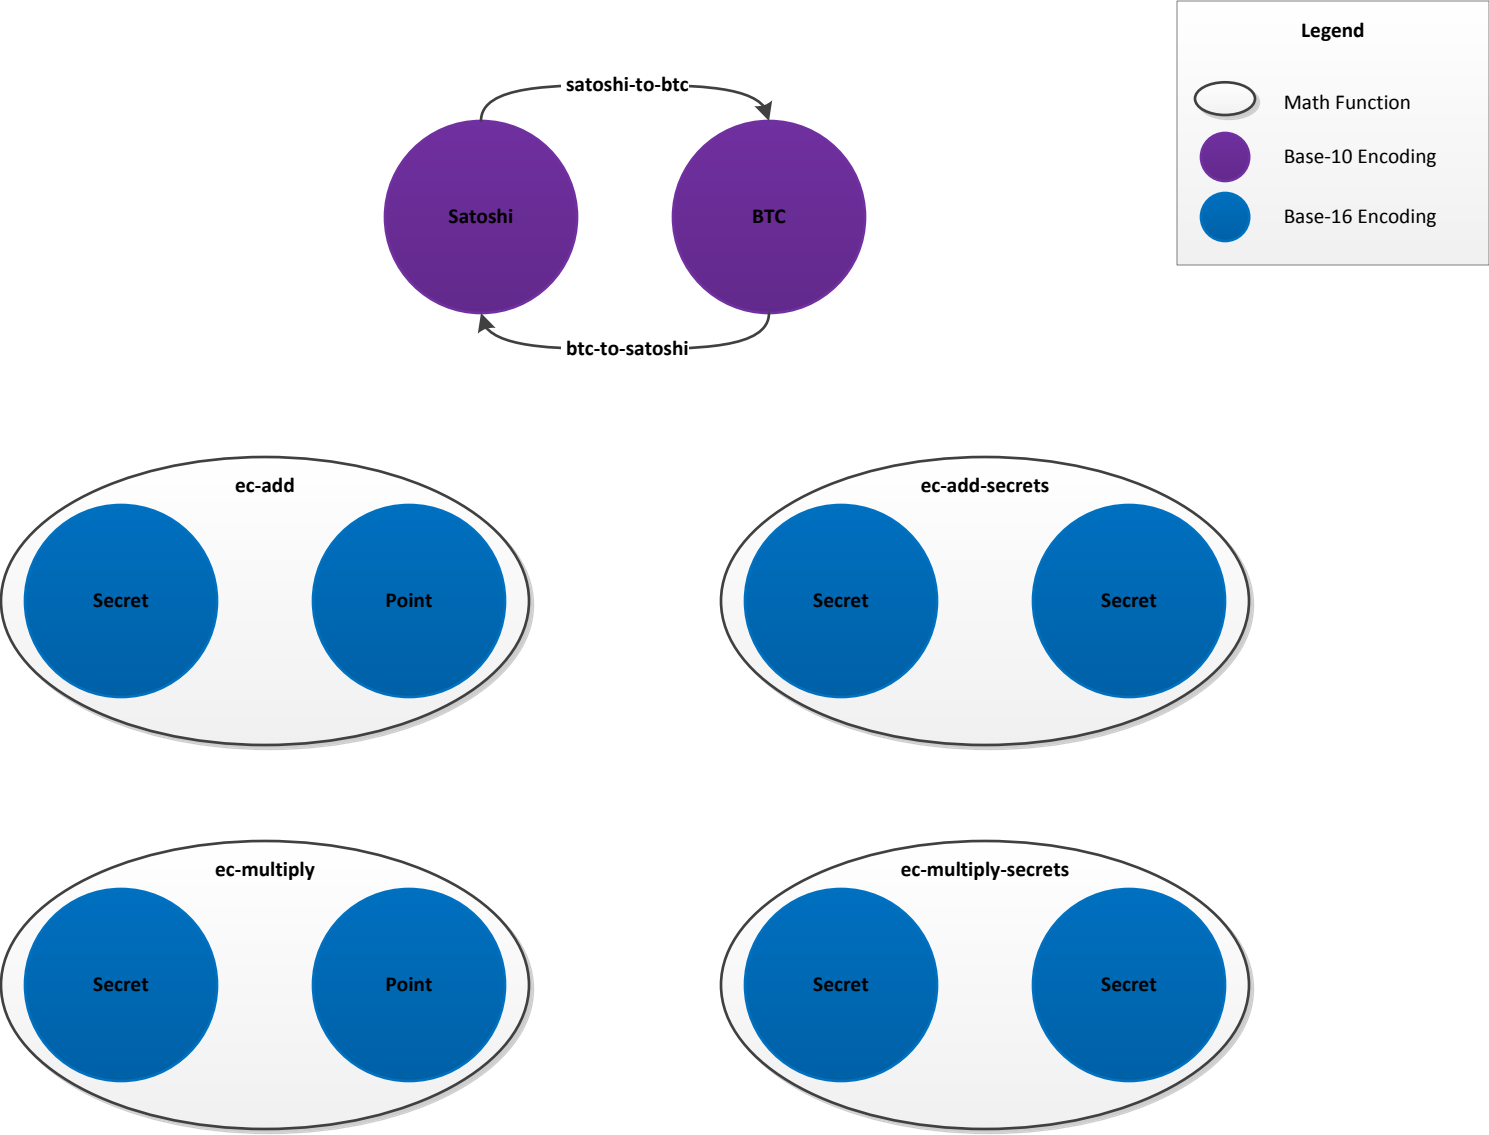 Legend
Math Function
Base-10 Encoding
Base-16 Encoding
satoshi-to-btc
Satoshi
BTC
btc-to-satoshi
ec-add
Secret
Point
ec-add-secrets
Secret
Secret
ec-multiply
Secret
Point
ec-multiply-secrets
Secret
Secret